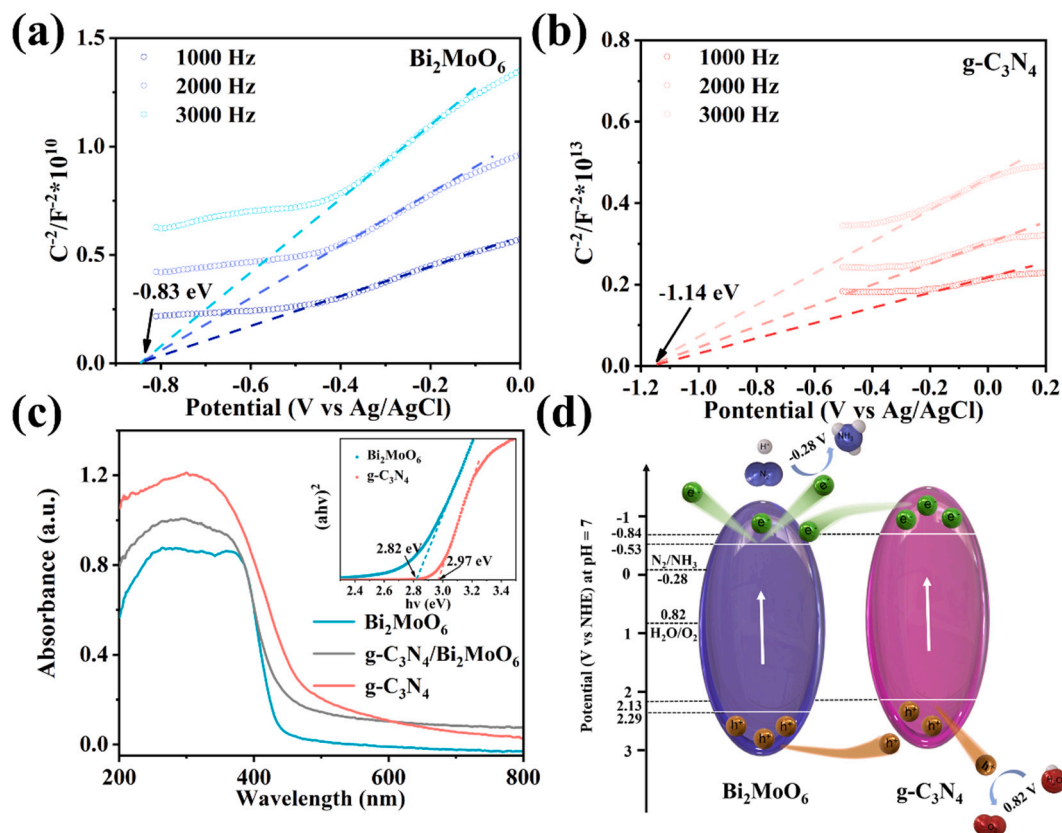 (a)
1.5
1.0
0.5
0.0
C⁻²/F⁻²*10¹⁰
1000 Hz
2000 Hz
3000 Hz
Bi₂MoO₆
-0.83 eV
-0.8 -0.6 -0.4 -0.2 0.0
Potential (V vs Ag/AgCl)
(b)
0.8
0.6
0.4
0.2
0.0
C⁻²/F⁻²*10¹³
1000 Hz
2000 Hz
3000 Hz
g-C₃N₄
-1.14 eV
-1.2 -1.0 -0.8 -0.6 -0.4 -0.2 0.0 0.2
Pontential (V vs Ag/AgCl)
(c)
1.2
0.8
0.4
0.0
Absorbance (a.u.)
(ahv)²
Bi₂MoO₆
g-C₃N₄
2.82 eV
2.97 eV
2.4 2.6 2.8 3.0 3.2 3.4
hv (eV)
Bi₂MoO₆
g-C₃N₄/Bi₂MoO₆
g-C₃N₄
200 400 600 800
Wavelength (nm)
(d)
Potential (V vs NHE) at pH = 7
H⁺
N₂
-0.28 V
NH₃
e⁻ e⁻ e⁻ e⁻ e⁻ e⁻ e⁻
-1
-0.84
-0.53
N₂/NH₃
0
-0.28
0.82
H₂O/O₂
1
2
2.13
2.29
3
h⁺ h⁺ h⁺ h⁺ h⁺ h⁺ h⁺
H₂O
0.82 V
O₂
Bi₂MoO₆
g-C₃N₄